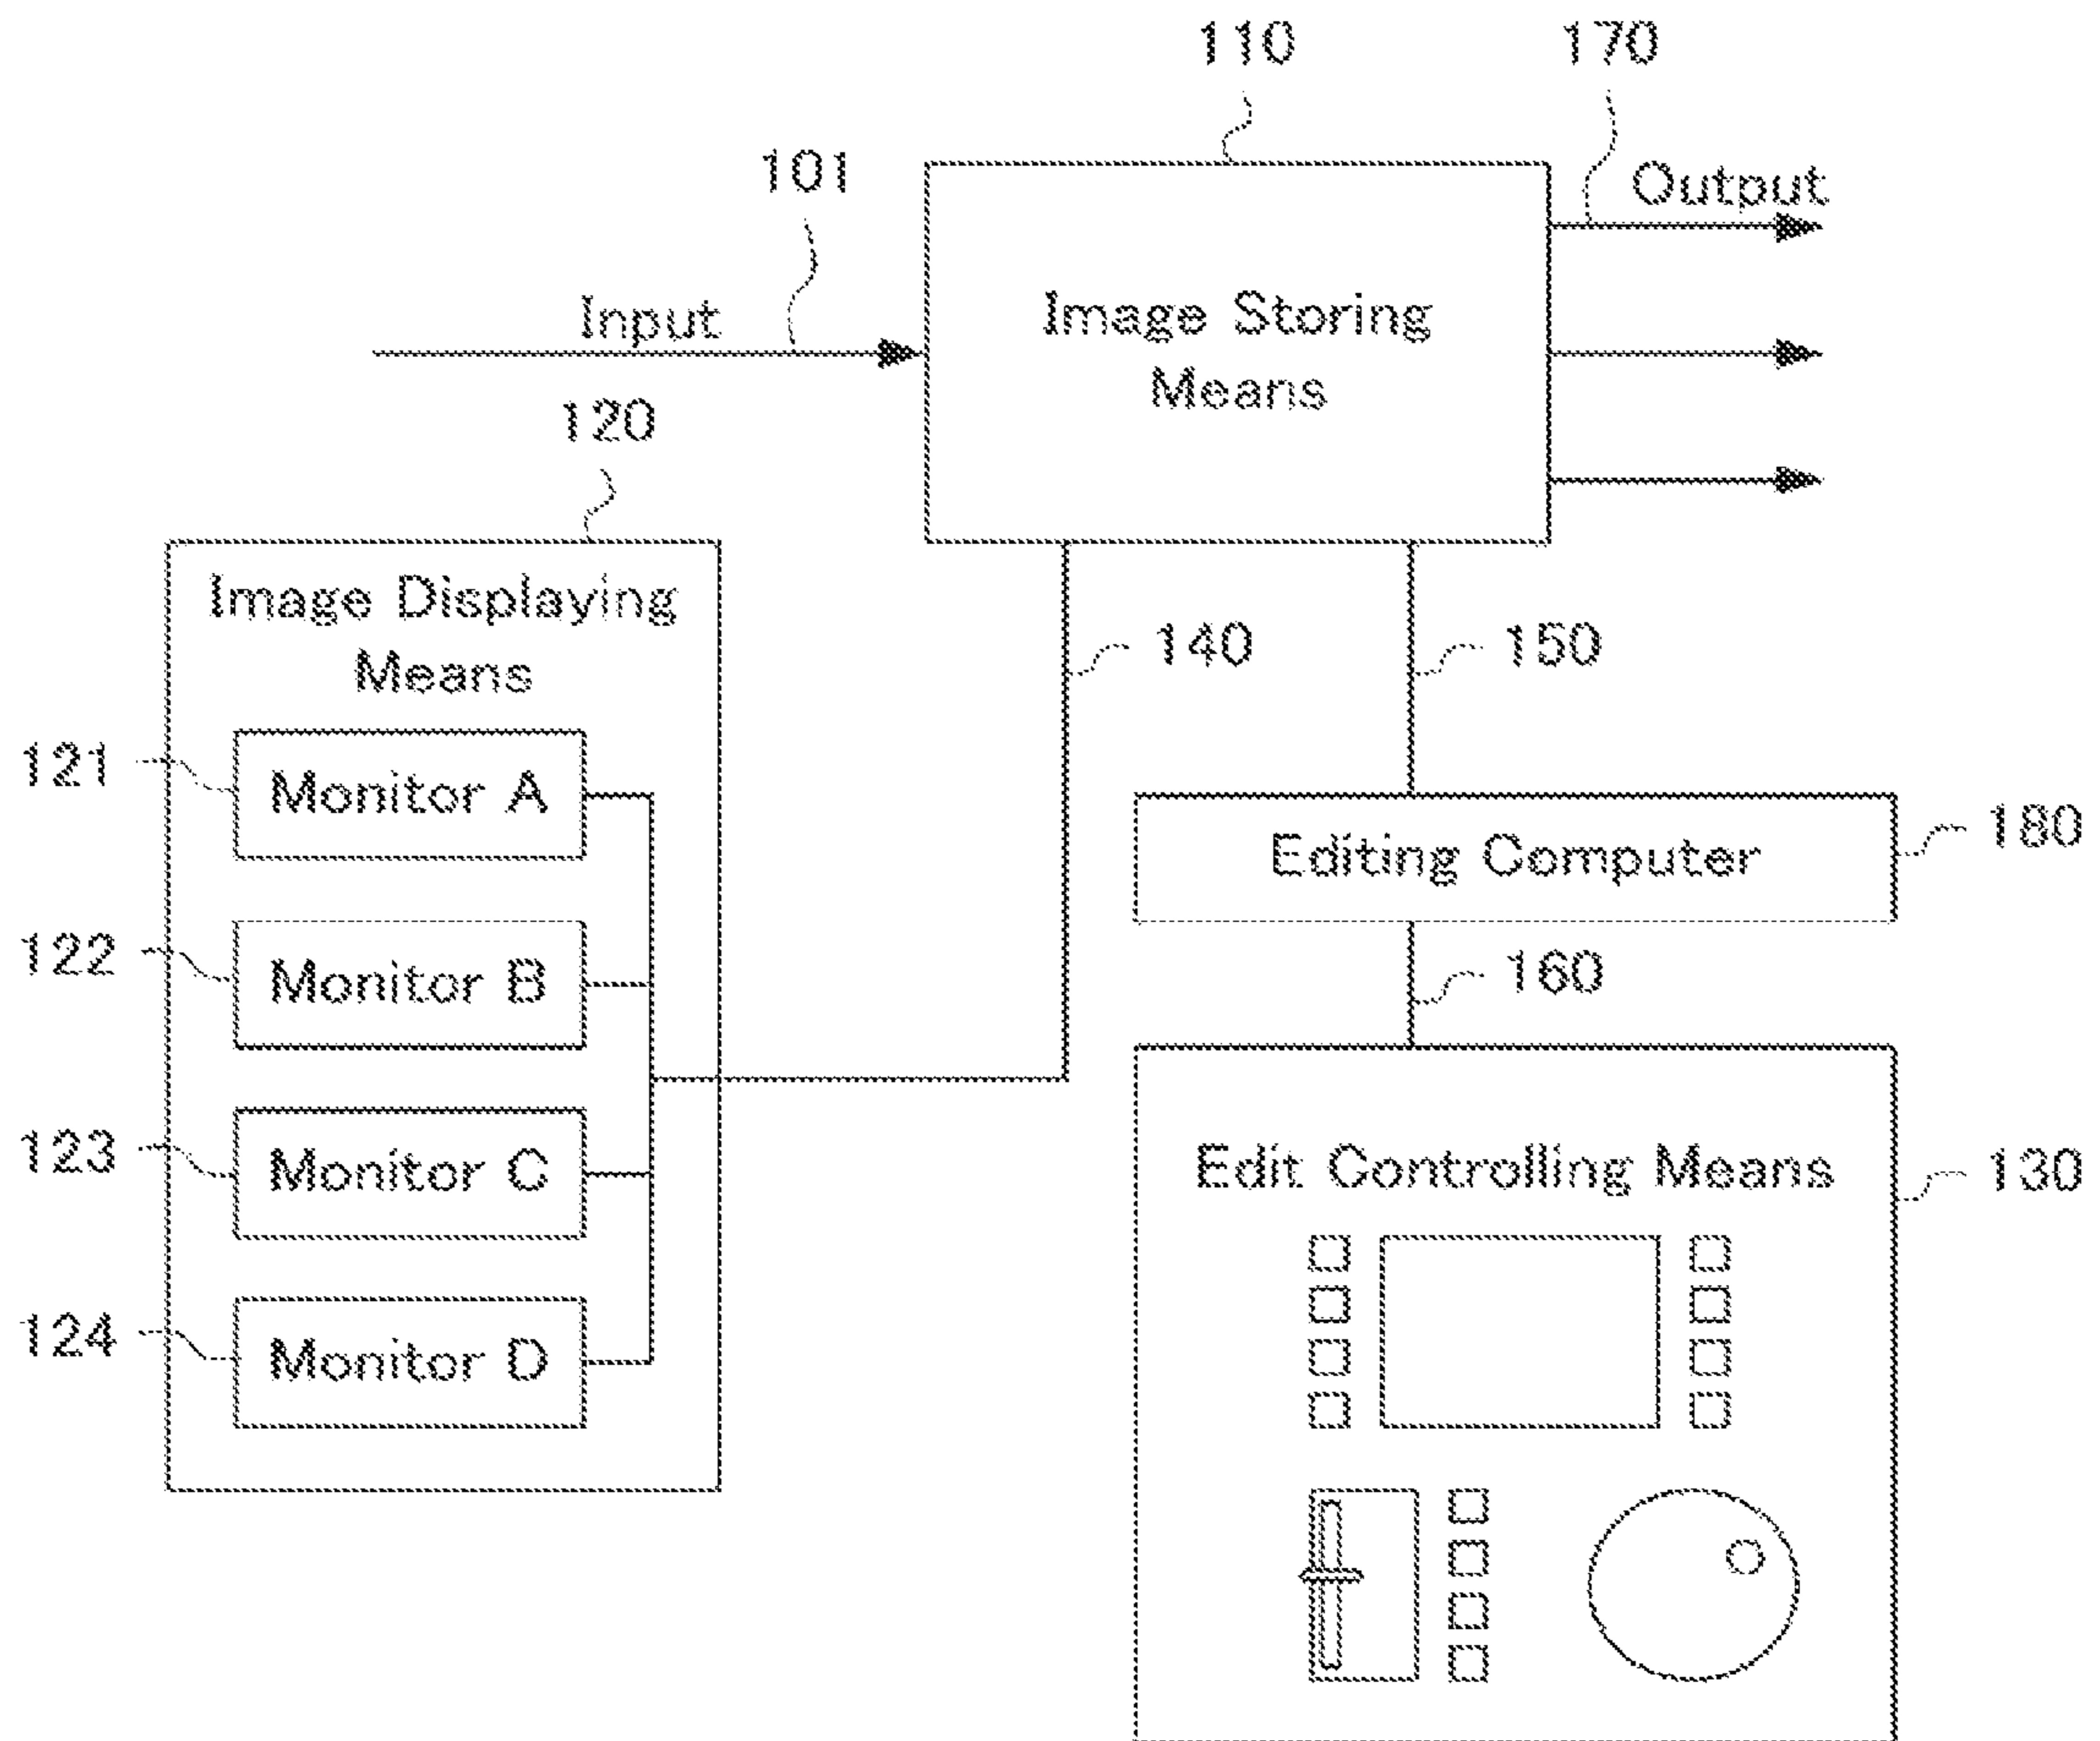 110
170
101
Output
Input
Image Storing
Means
120
Image Displaying
Means
140
150
121
Monitor A
Editing Computer
180
122
Monitor B
160
123
Monitor C
Edit Controlling Means
130
124
Monitor D